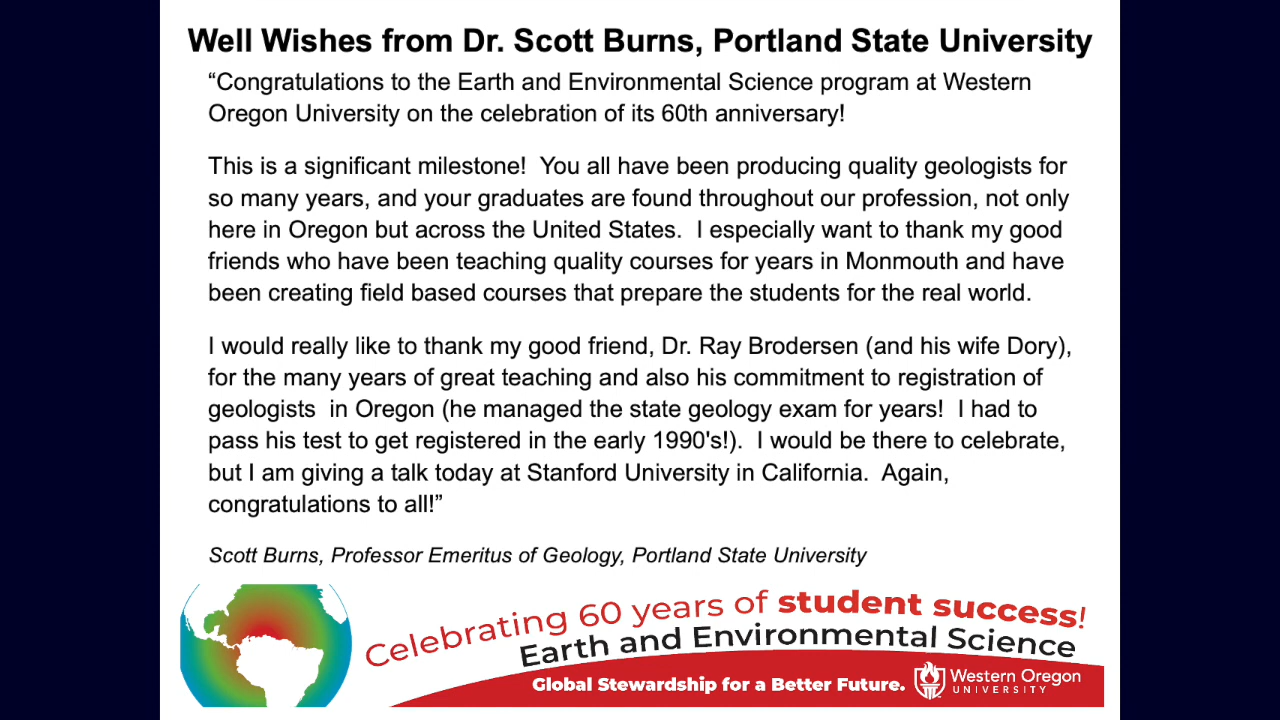 Well Wishes from Dr. Scott Burns, Portland State University
“Congratulations to the Earth and Environmental Science program at Western
Oregon University on the celebration of its 60th anniversary!
This is a significant milestone!  You all have been producing quality geologists for
so many years, and your graduates are found throughout our profession, not only
here in Oregon but across the United States.  I especially want to thank my good
friends who have been teaching quality courses for years in Monmouth and have
been creating field based courses that prepare the students for the real world.
I would really like to thank my good friend, Dr. Ray Brodersen (and his wife Dory),
for the many years of great teaching and also his commitment to registration of
geologists  in Oregon (he managed the state geology exam for years!  I had to
pass his test to get registered in the early 1990's!).  I would be there to celebrate,
but I am giving a talk today at Stanford University in California.  Again,
congratulations to all!”
Scott Burns, Professor Emeritus of Geology, Portland State University
Celebrating 60 years of student success!
Earth and Environmental Science
Global Stewardship for a Better Future.
Western Oregon
UNIVERSITY